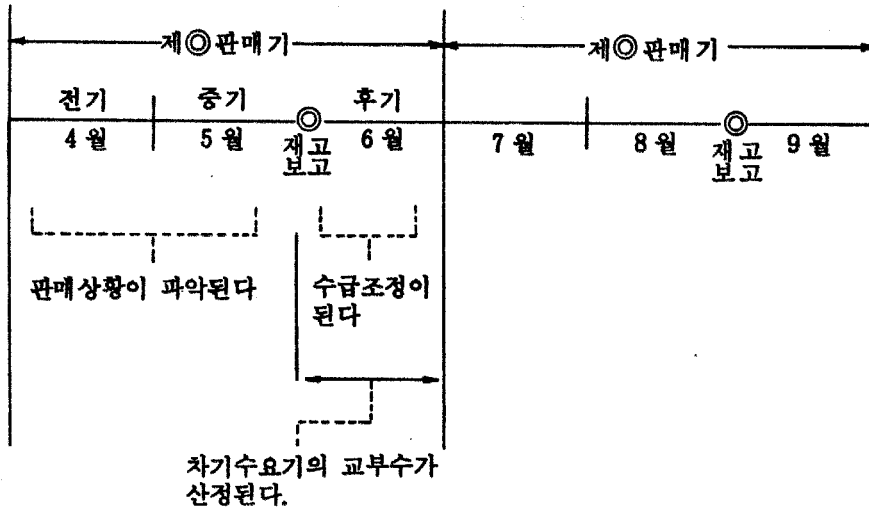 제◎판매기
제◎판매기
전기 중기 후기
4월 5월 재고 6월 7월 8월 재고 9월
보고 보고
판매상황이 파악된다
수급조정이
된다
차기수요기의 교부수가
산정된다.